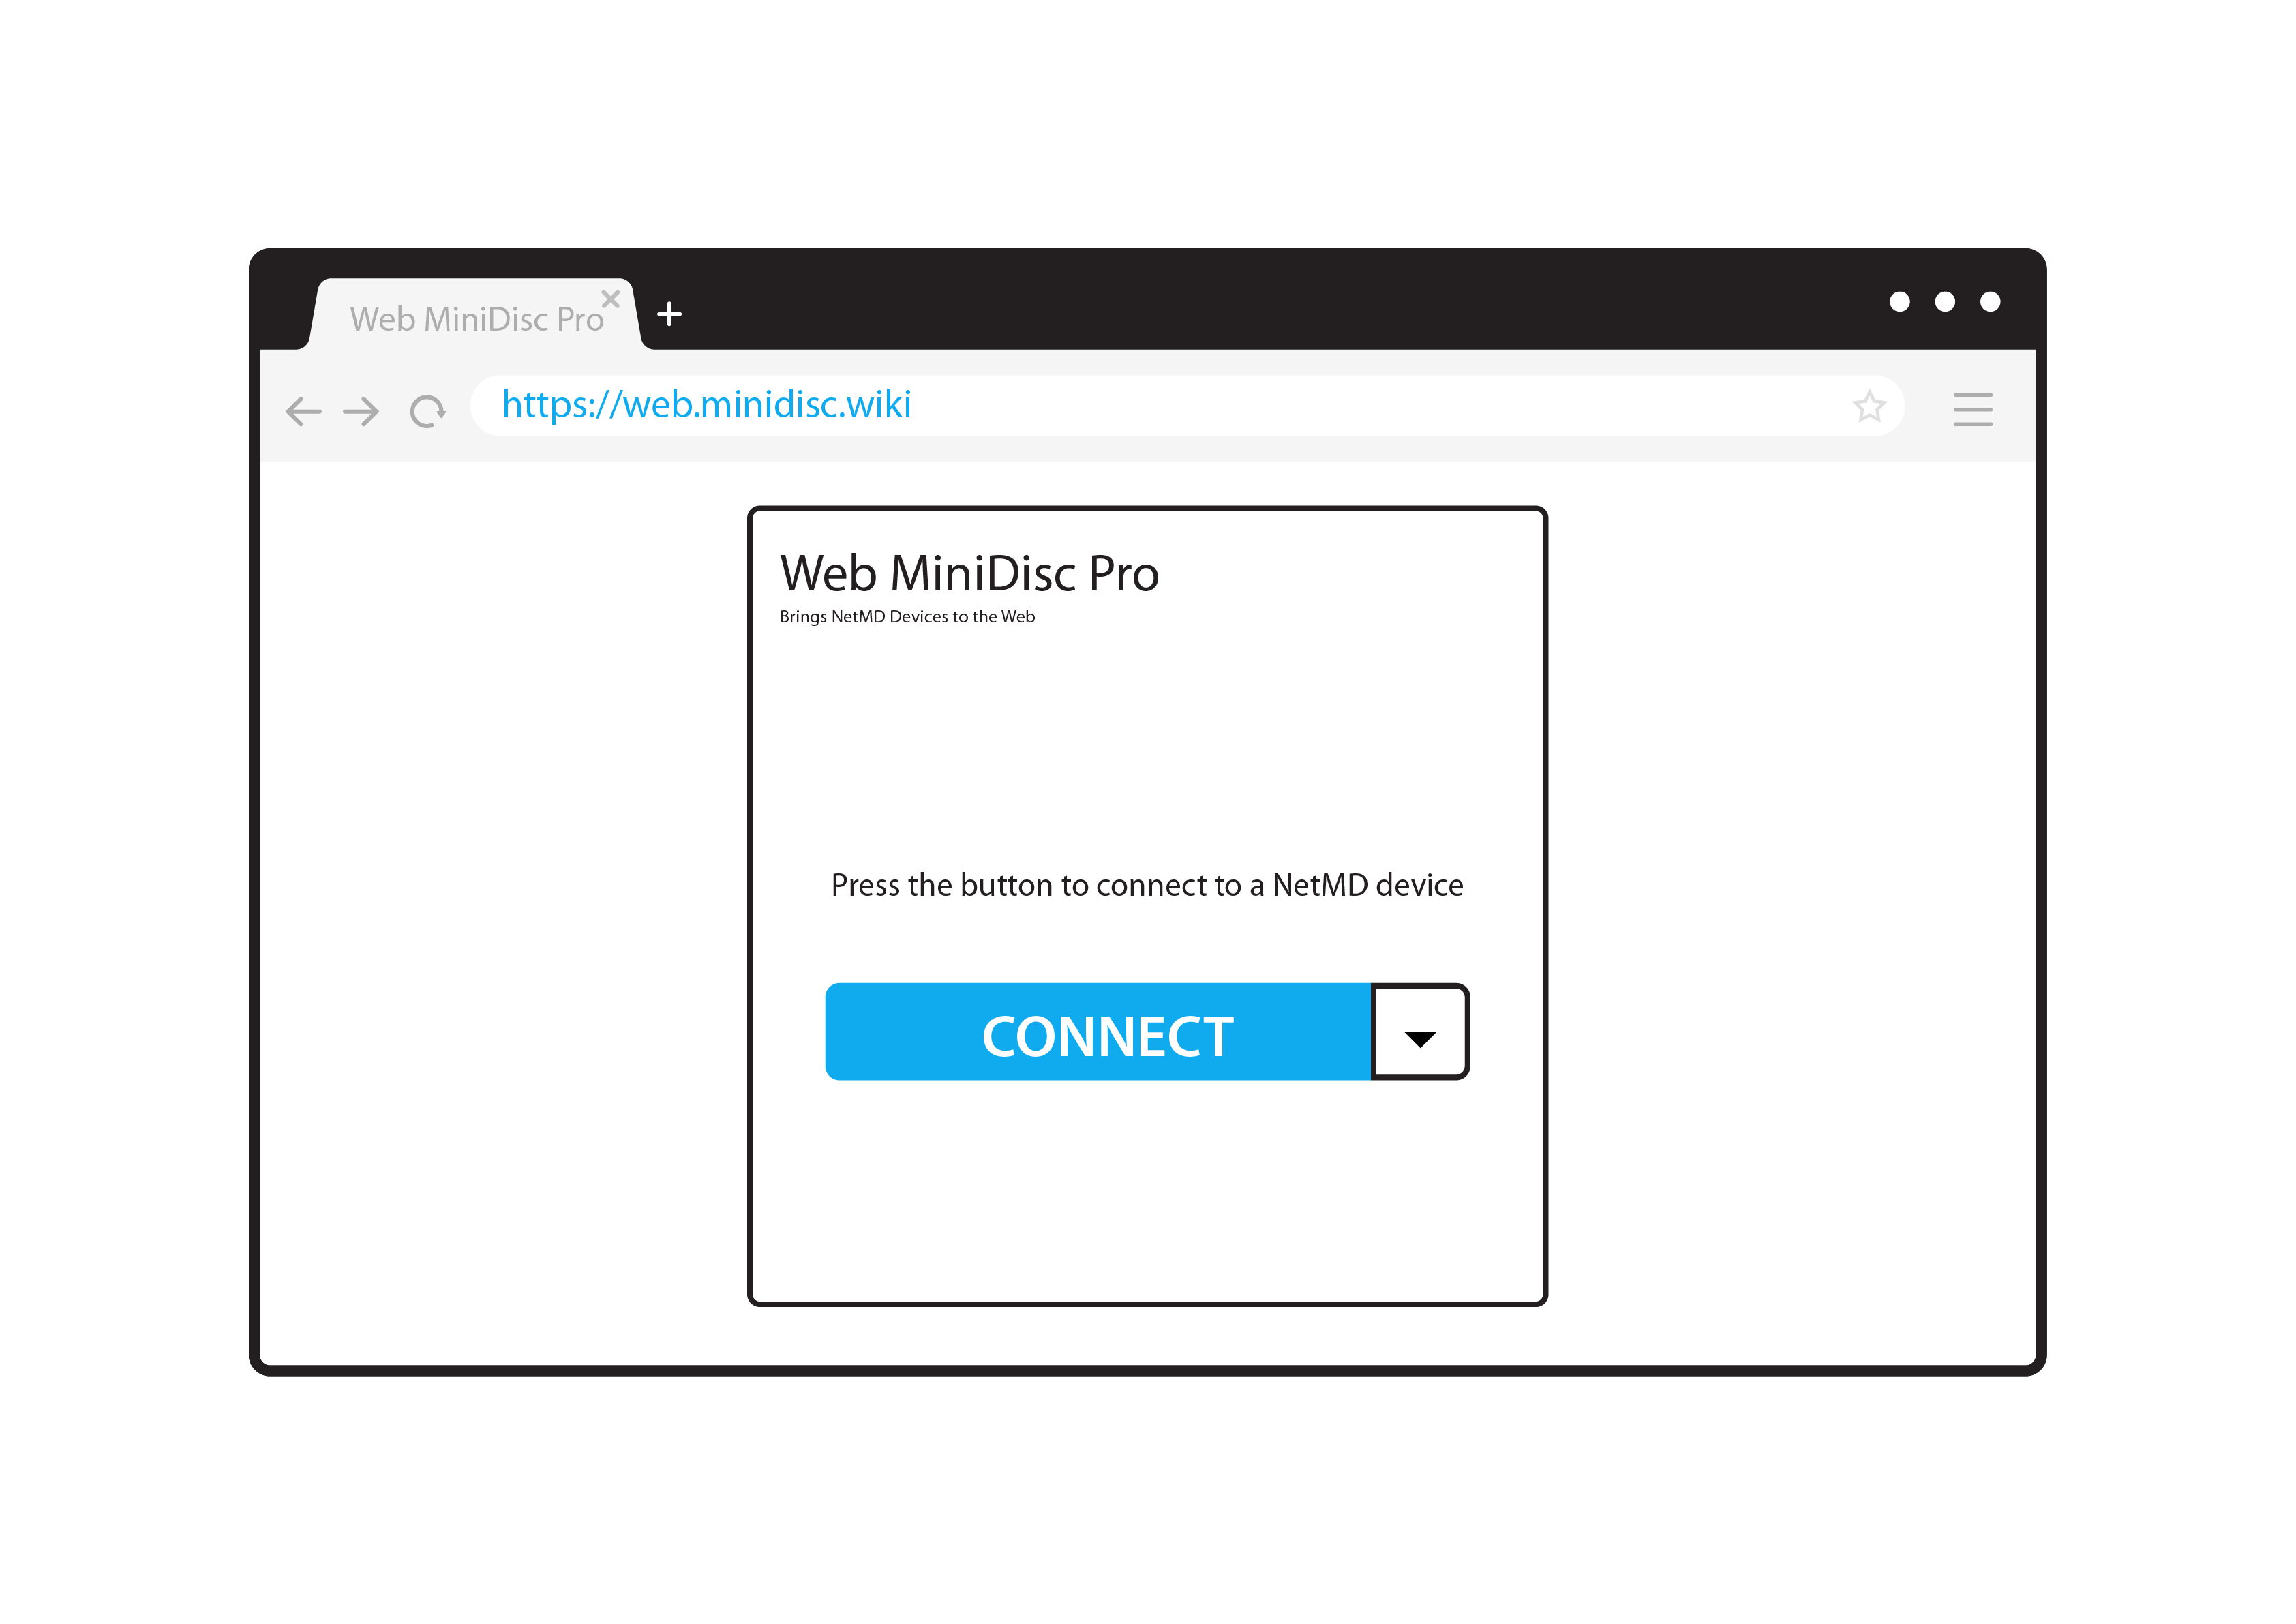 Web MiniDisc Pro
https://web.minidisc.wiki
Web MiniDisc Pro
Brings NetMD Devices to the Web
Press the button to connect to a NetMD device
CONNECT